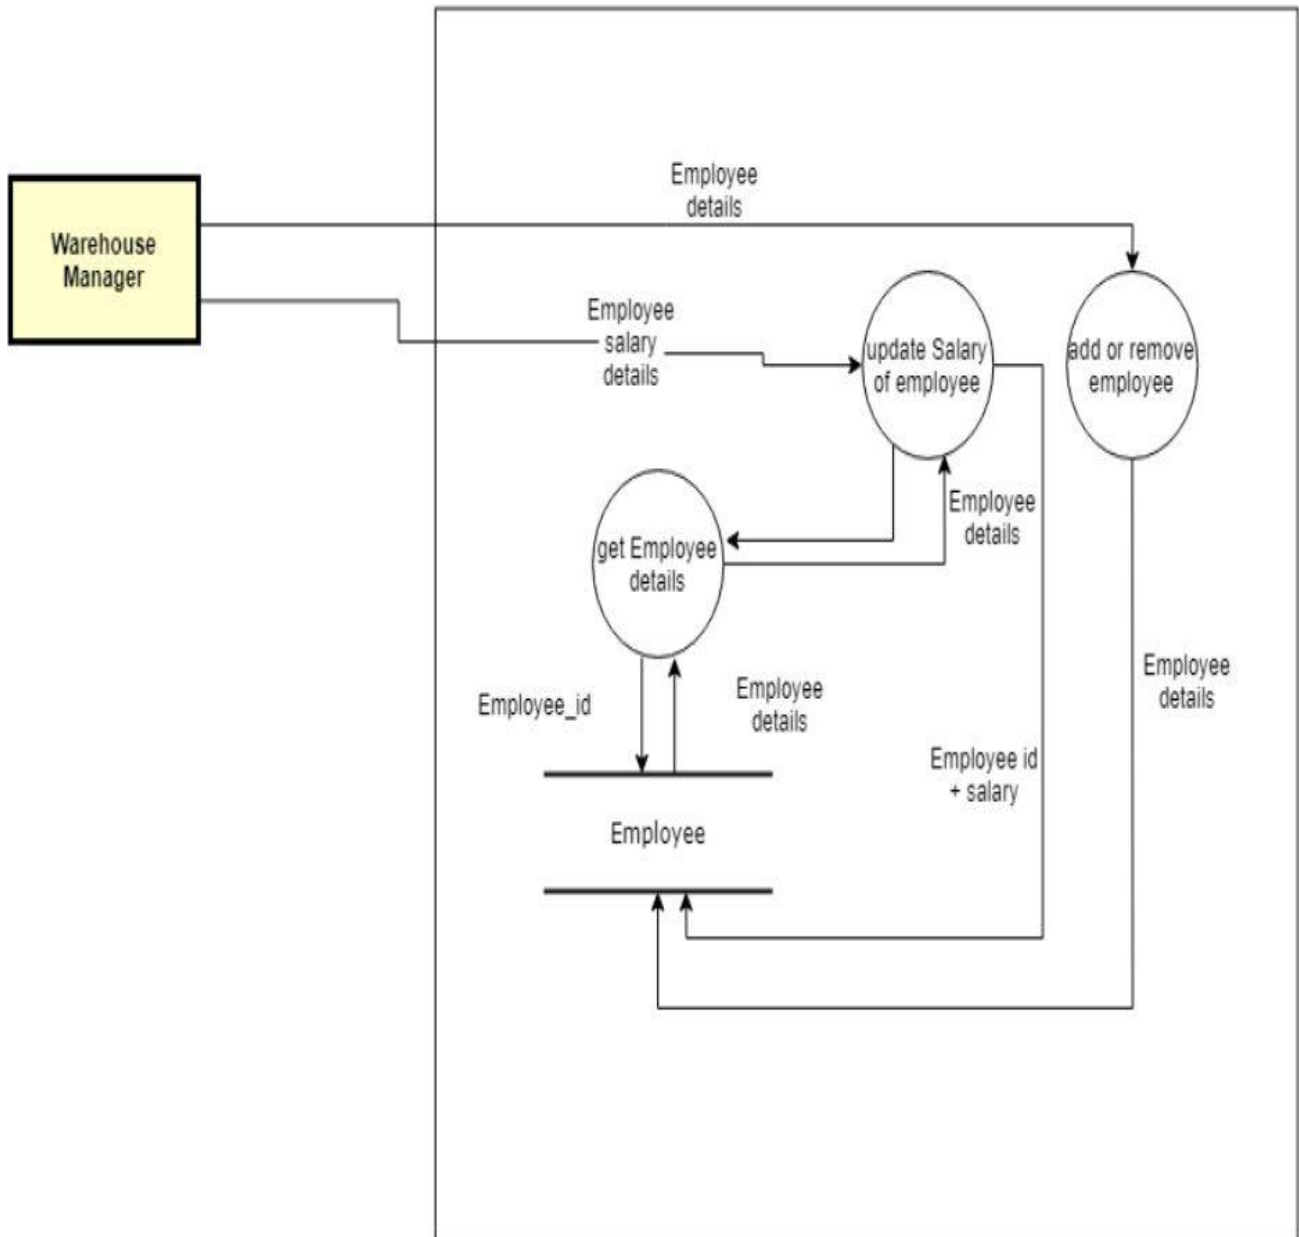 Employee
details
Warehouse
Manager
Employee
salary
details
update Salary
of employee
add or remove
employee
Employee
details
get Employee
details
Employee
details
Employee_id
Employee
details
Employee id
+ salary
Employee